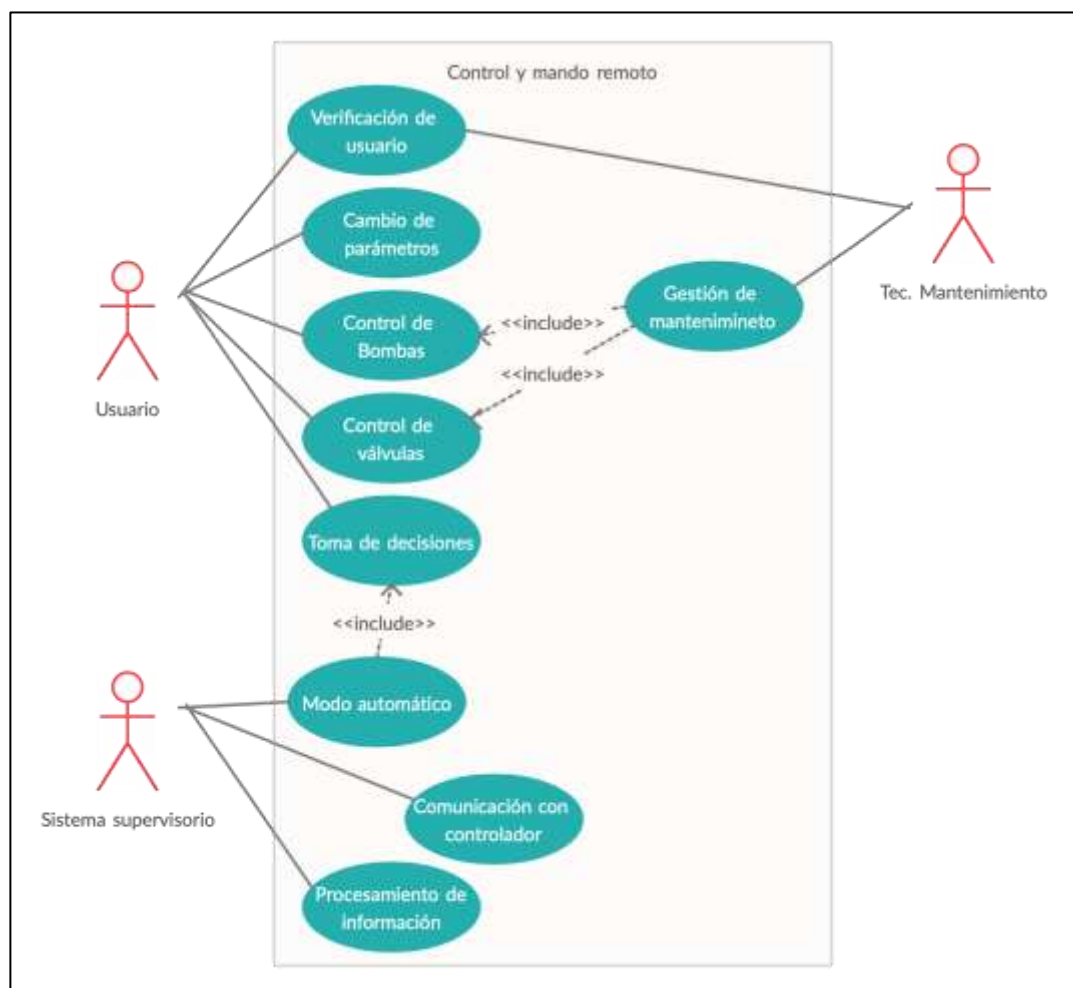 Control y mando remoto
Verificación de
usuario
Cambio de
parámetros
Tec. Mantenimiento
Gestión de
mantenimineto
<<include>>
Control de
Bombas
<<include>>
Usuario
Control de
válvulas
Toma de decisiones
<<include>>
Modo automático
Sistema supervisorio
Comunicación con
controlador
Procesamiento de
información